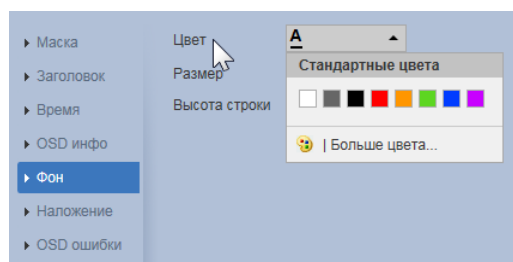 Маска
Заголовок
Время
OSD инфо
Фон
Наложение
OSD ошибки
Цвет
Размер
Высота строки
A
Стандартные цвета
| Больше цвета...